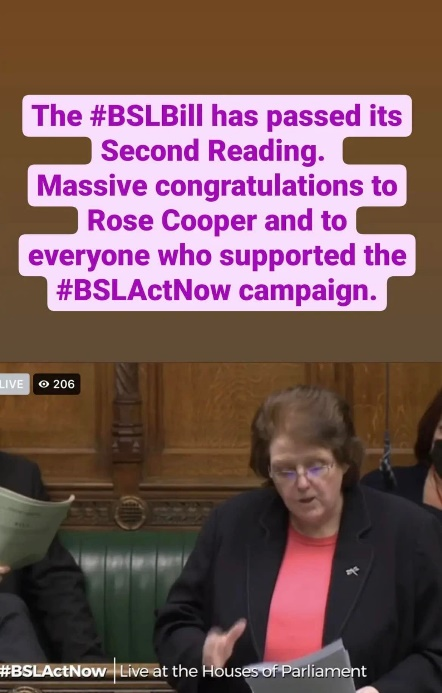 The #BSLBill has passed its
Second Reading.
Massive congratulations to
Rose Cooper and to
everyone who supported the
#BSLActNow campaign.
LIVE 206
#BSLActNow | Live at the Houses of Parliament